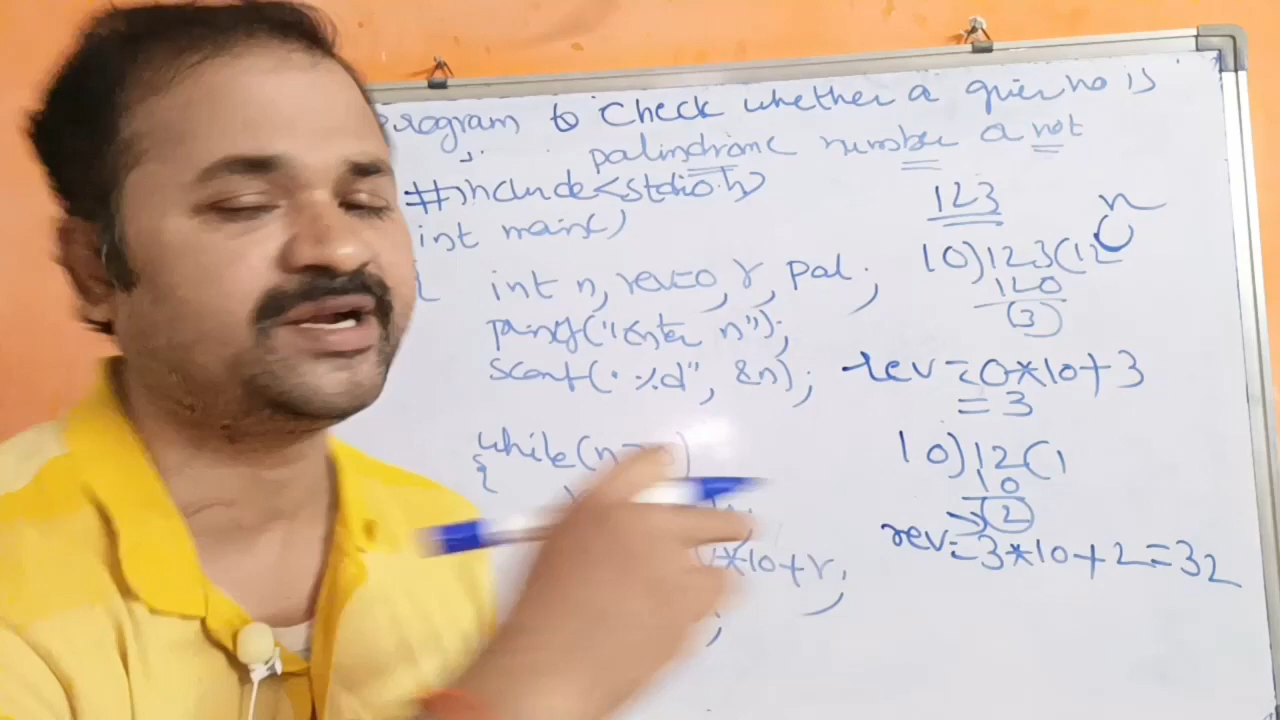 program to Check whether a given no is
palindrome number or not
#include<stdio.h>
int main()
{ int n, rev=0, r, pal;
printf("Enter n");
scanf("%d", &n);
while(n
{
*10+r;
;
123
n
10)123(12
120
3
rev=0*10+3
=3
10)12(1
10
2
rev=3*10+2=32